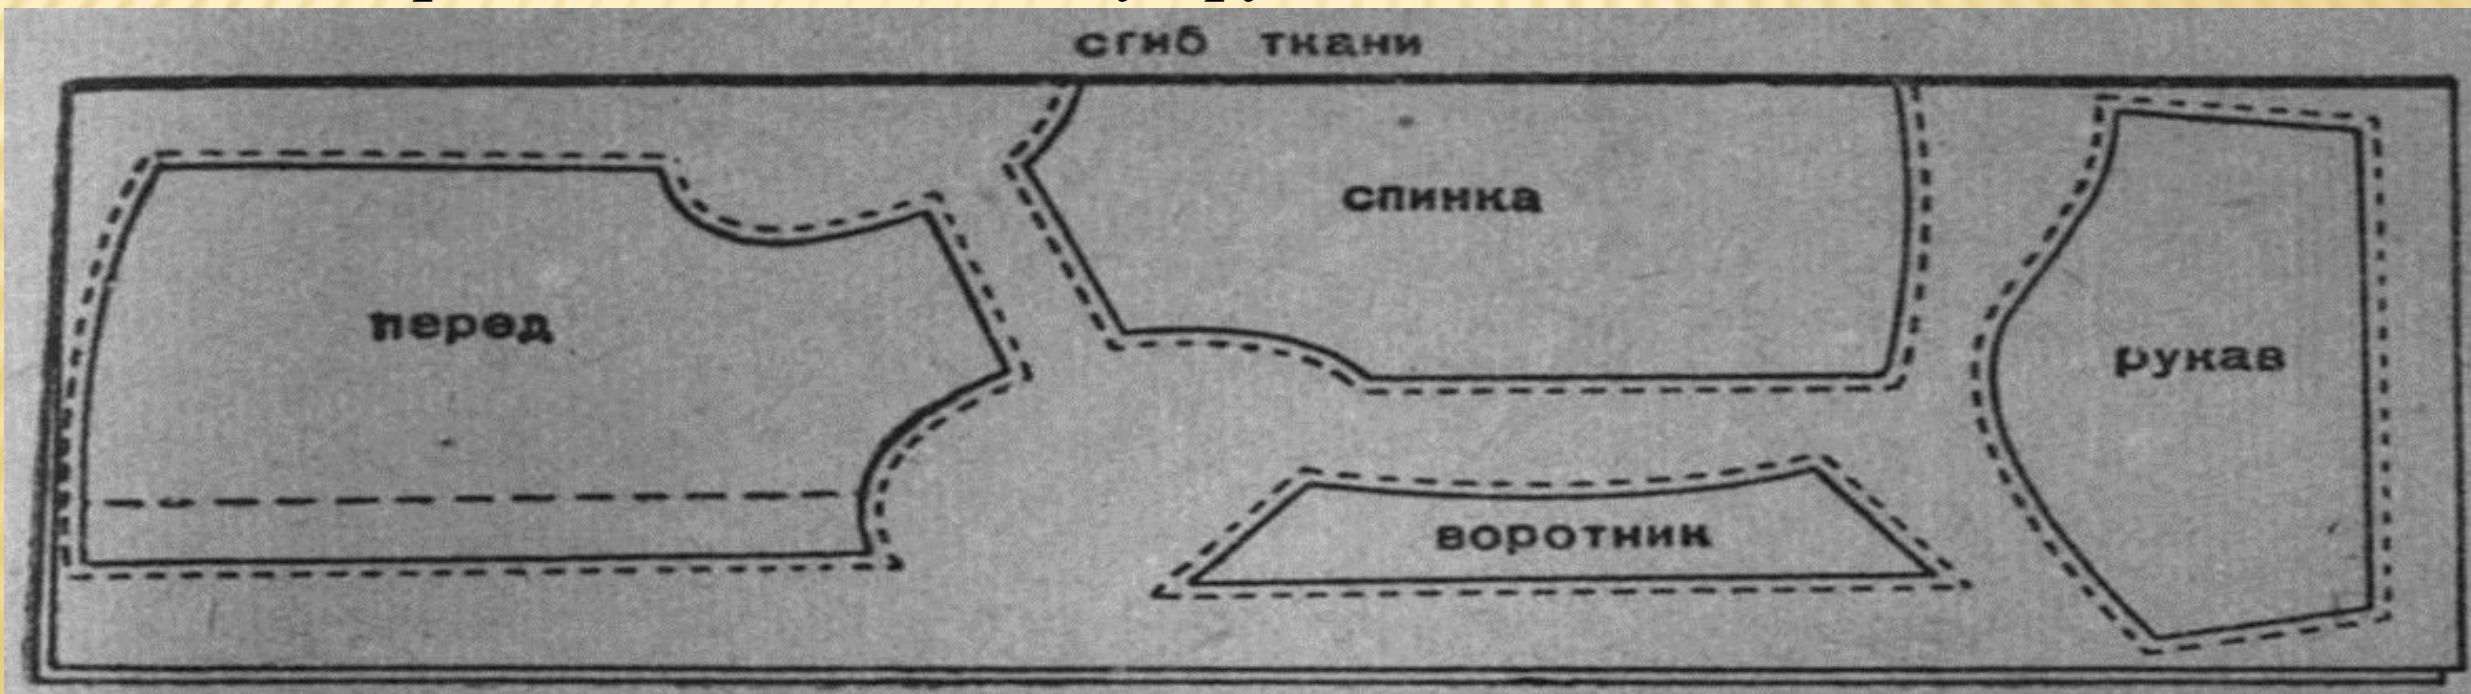 сгиб ткани
спинка
перед
рукав
воротник